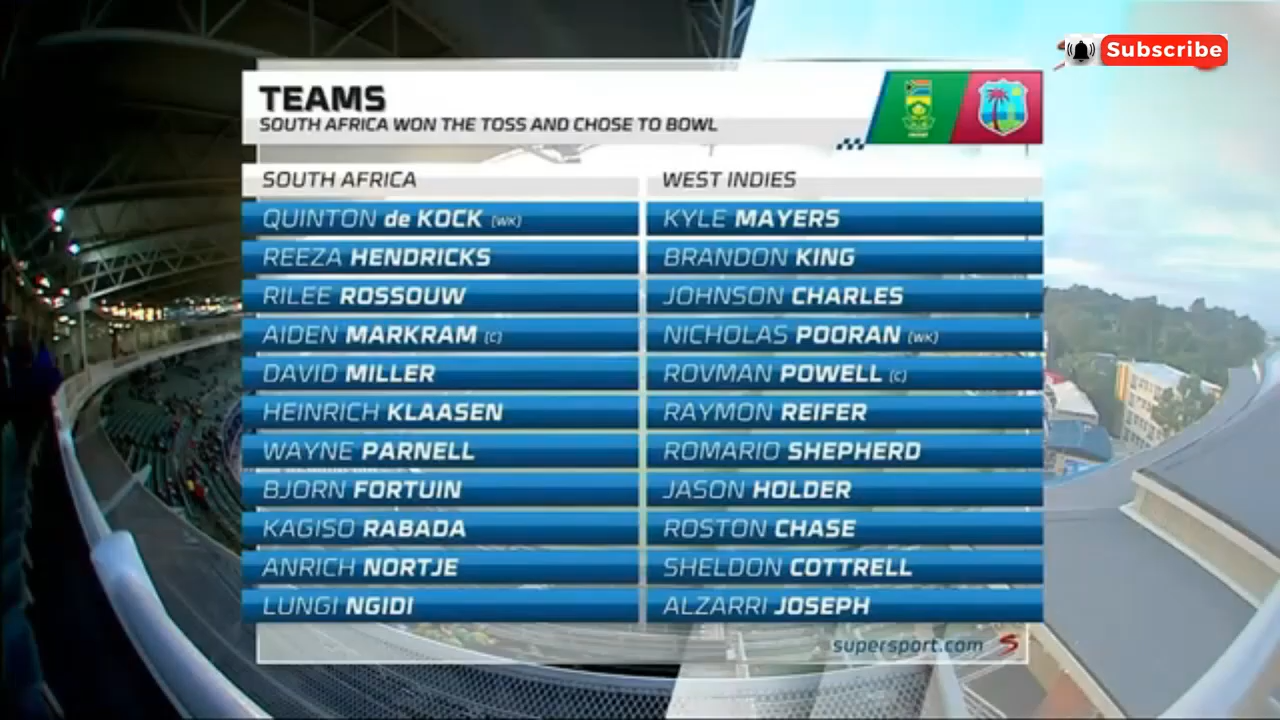 Subscribe
TEAMS
SOUTH AFRICA WON THE TOSS AND CHOSE TO BOWL
SOUTH AFRICA
QUINTON de KOCK (WK)
REEZA HENDRICKS
RILEE ROSSOUW
AIDEN MARKRAM (C)
DAVID MILLER
HEINRICH KLAASEN
WAYNE PARNELL
BJORN FORTUIN
KAGISO RABADA
ANRICH NORTJE
LUNGI NGIDI
WEST INDIES
KYLE MAYERS
BRANDON KING
JOHNSON CHARLES
NICHOLAS POORAN (WK)
ROVMAN POWELL (C)
RAYMON REIFER
ROMARIO SHEPHERD
JASON HOLDER
ROSTON CHASE
SHELDON COTTRELL
ALZARRI JOSEPH
supersport.com